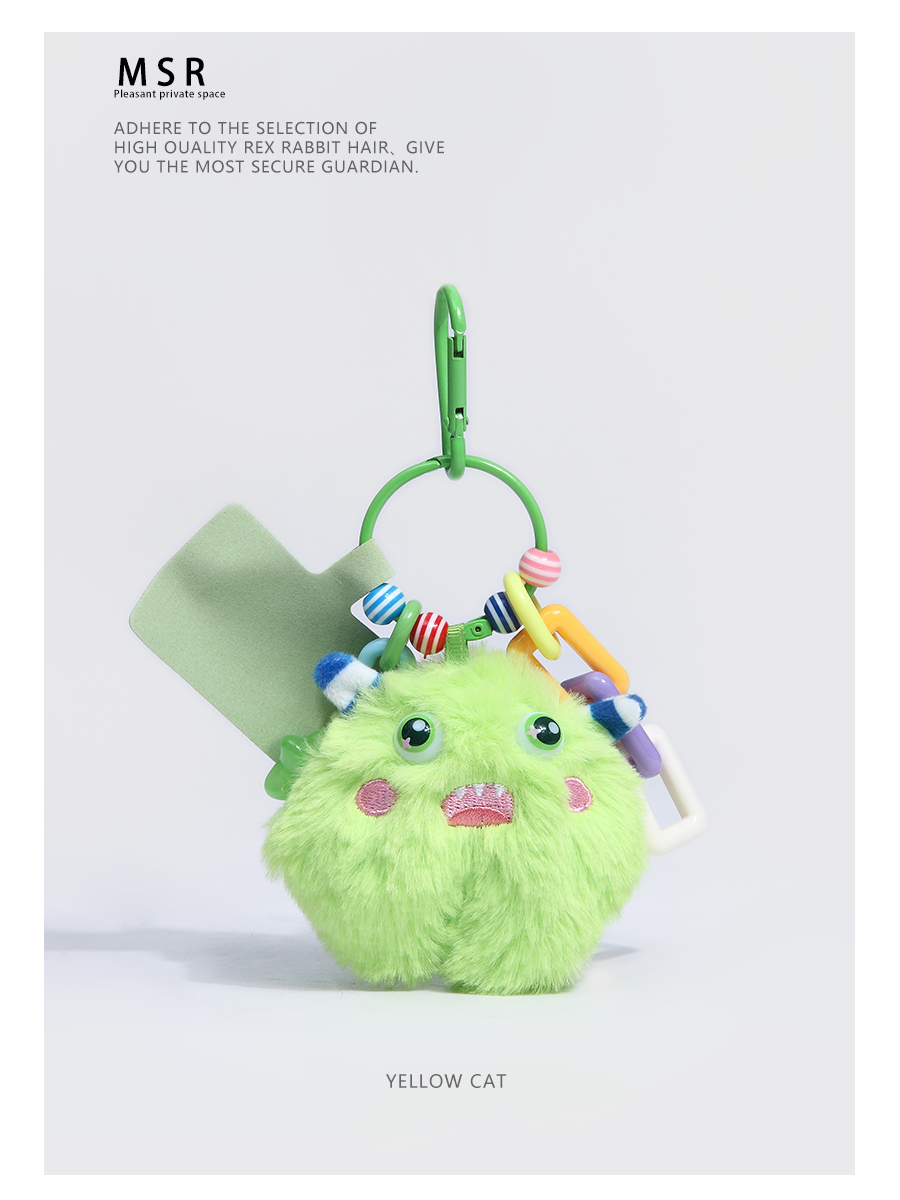 MSR
Pleasant private space
ADHERE TO THE SELECTION OF
HIGH OUALITY REX RABBIT HAIR、GIVE
YOU THE MOST SECURE GUARDIAN.
YELLOW CAT